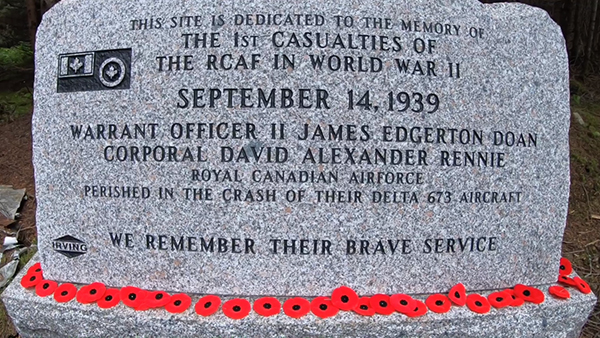 THIS SITE IS DEDICATED TO THE MEMORY OF
THE 1ST CASUALTIES OF
THE RCAF IN WORLD WAR II
SEPTEMBER 14, 1939
WARRANT OFFICER II JAMES EDGERTON DOAN
CORPORAL DAVID ALEXANDER RENNIE
ROYAL CANADIAN AIRFORCE
PERISHED IN THE CRASH OF THEIR DELTA 673 AIRCRAFT
IRVING
WE REMEMBER THEIR BRAVE SERVICE